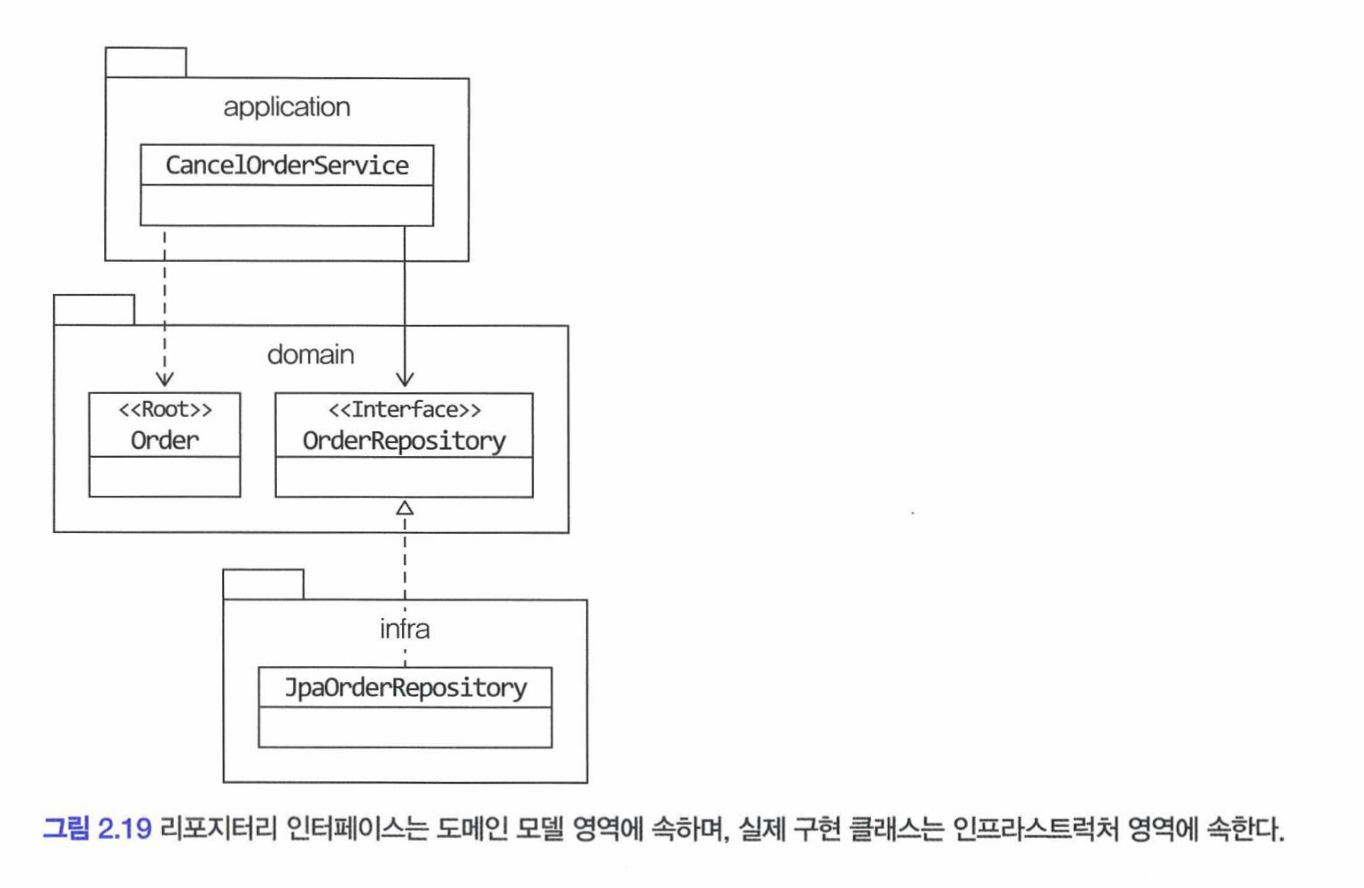 application
CancelOrderService
domain
<<Root>>
Order
<<Interface>>
OrderRepository
infra
JpaOrderRepository
그림 2.19 리포지터리 인터페이스는 도메인 모델 영역에 속하며, 실제 구현 클래스는 인프라스트럭처 영역에 속한다.